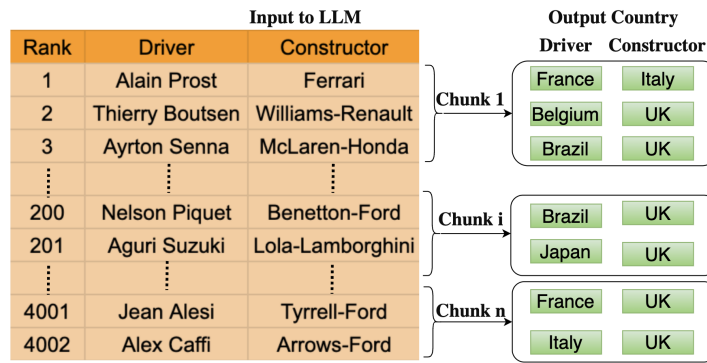 Input to LLM Output Country
Rank Driver Constructor Driver Constructor
1 Alain Prost Ferrari Chunk 1 France Italy
2 Thierry Boutsen Williams-Renault Belgium UK
3 Ayrton Senna McLaren-Honda Brazil UK
200 Nelson Piquet Benetton-Ford Chunk i Brazil UK
201 Aguri Suzuki Lola-Lamborghini Japan UK
4001 Jean Alesi Tyrrell-Ford Chunk n France UK
4002 Alex Caffi Arrows-Ford Italy UK